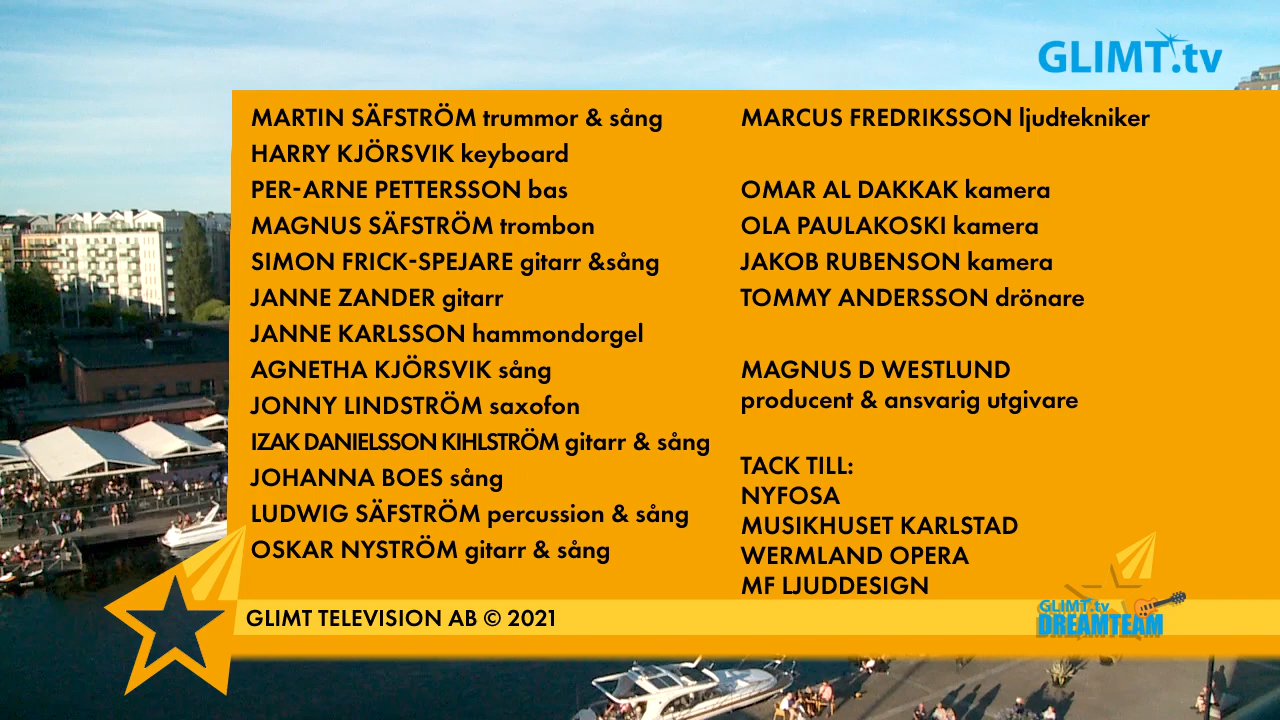 GLIMT.tv
MARTIN SÄFSTRÖM trummor & sång
HARRY KJÖRSVIK keyboard
PER-ARNE PETTERSSON bas
MAGNUS SÄFSTRÖM trombon
SIMON FRICK-SPEJARE gitarr &sång
JANNE ZANDER gitarr
JANNE KARLSSON hammondorgel
AGNETHA KJÖRSVIK sång
JONNY LINDSTRÖM saxofon
IZAK DANIELSSON KIHLSTRÖM gitarr & sång
JOHANNA BOES sång
LUDWIG SÄFSTRÖM percussion & sång
OSKAR NYSTRÖM gitarr & sång
MARCUS FREDRIKSSON ljudtekniker
OMAR AL DAKKAK kamera
OLA PAULAKOSKI kamera
JAKOB RUBENSON kamera
TOMMY ANDERSSON drönare
MAGNUS D WESTLUND
producent & ansvarig utgivare
TACK TILL:
NYFOSA
MUSIKHUSET KARLSTAD
WERMLAND OPERA
MF LJUDDESIGN
GLIMT TELEVISION AB © 2021
GLIMT.tv
DREAMTEAM